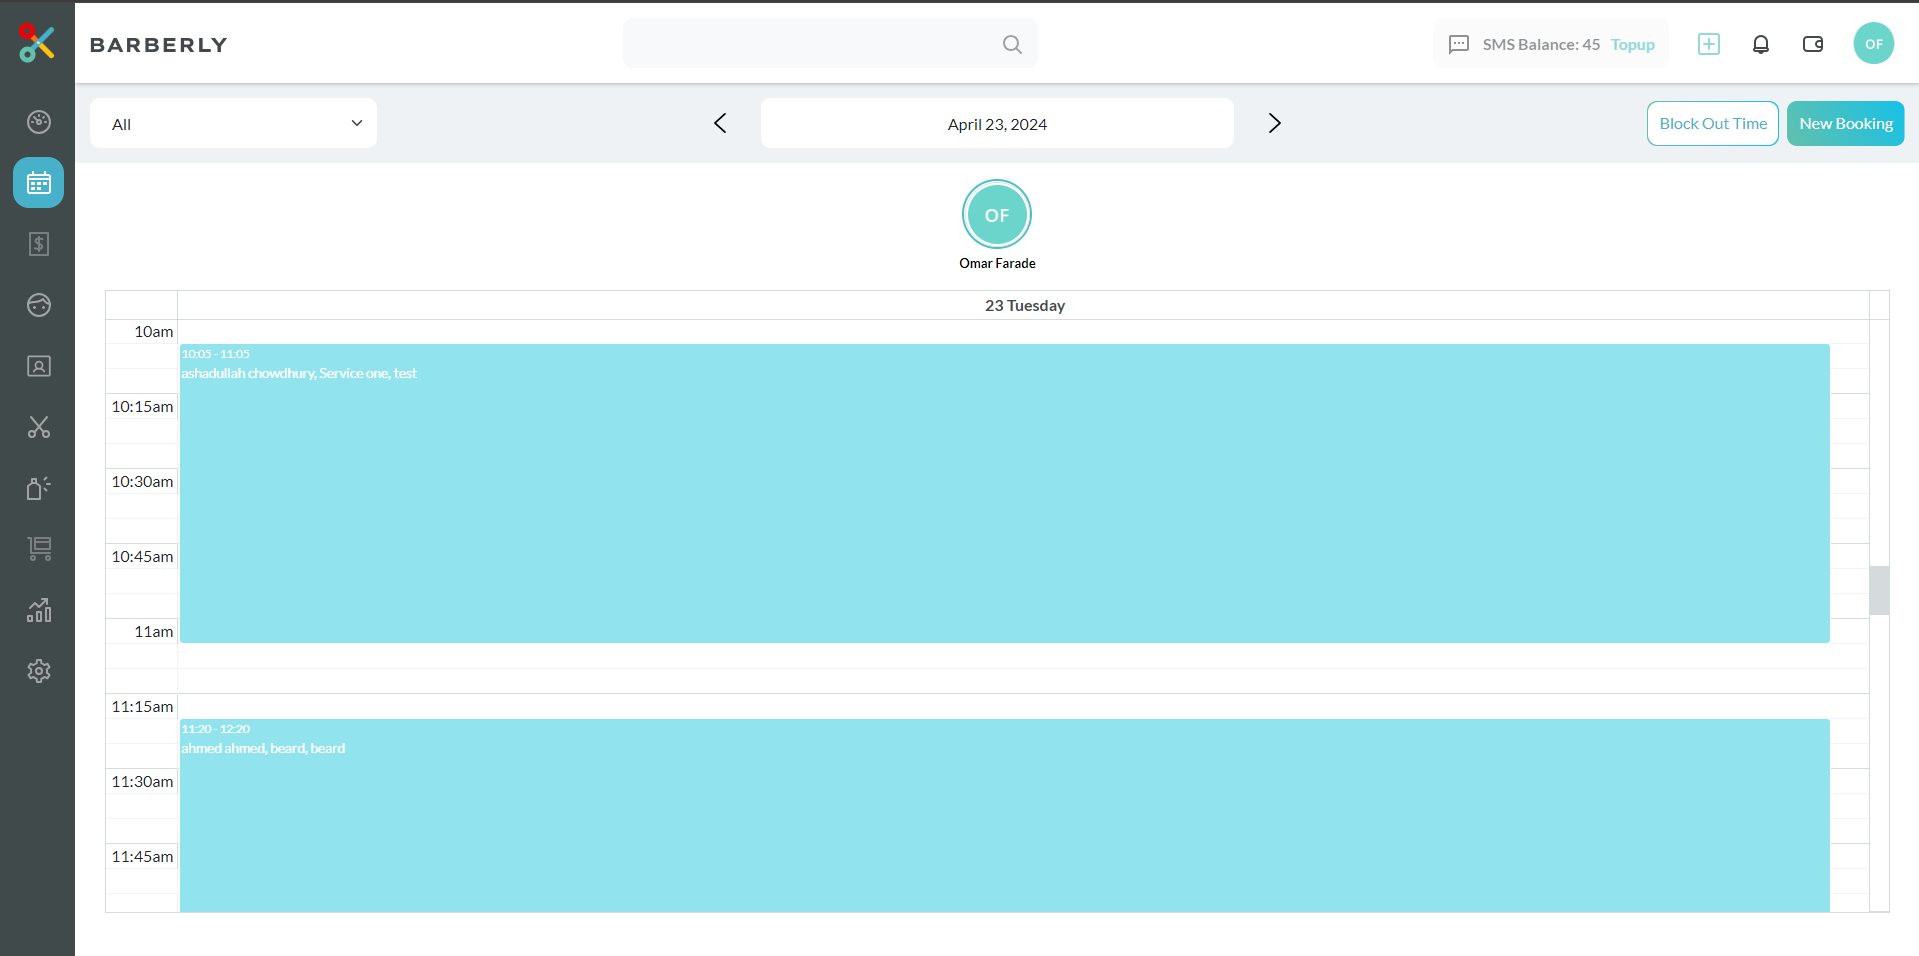 BARBERLY
SMS Balance: 45 Topup
OF
All
April 23, 2024
Block Out Time
New Booking
OF
Omar Farade
23 Tuesday
10am
10:05 - 11:05
ashadullah chowdhury, Service one, test
10:15am
10:30am
10:45am
11am
11:15am
11:20 - 12:20
ahmed ahmed, beard, beard
11:30am
11:45am